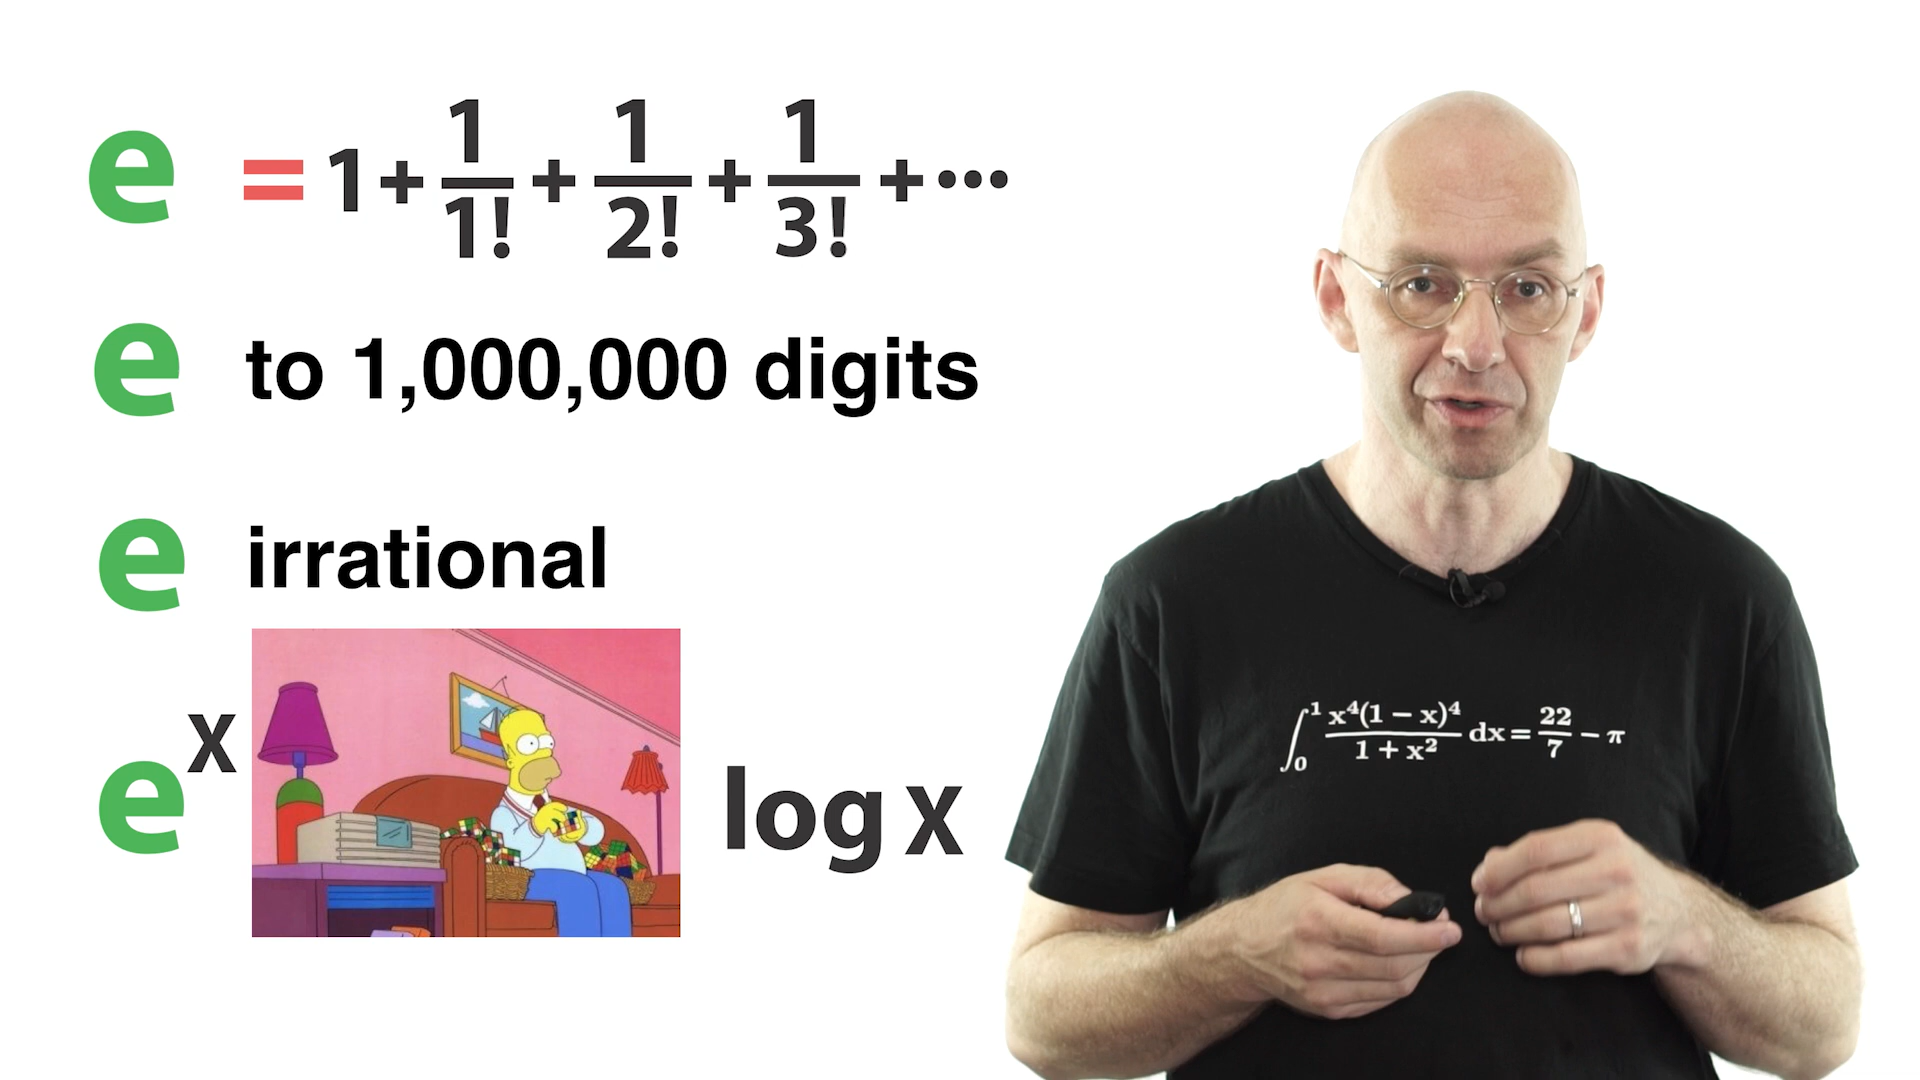 e = 1 + 1/1! + 1/2! + 1/3! + ···
e to 1,000,000 digits
e irrational
e^x
log x
∫₀¹ x⁴(1 − x)⁴/(1 + x²) dx = 22/7 − π